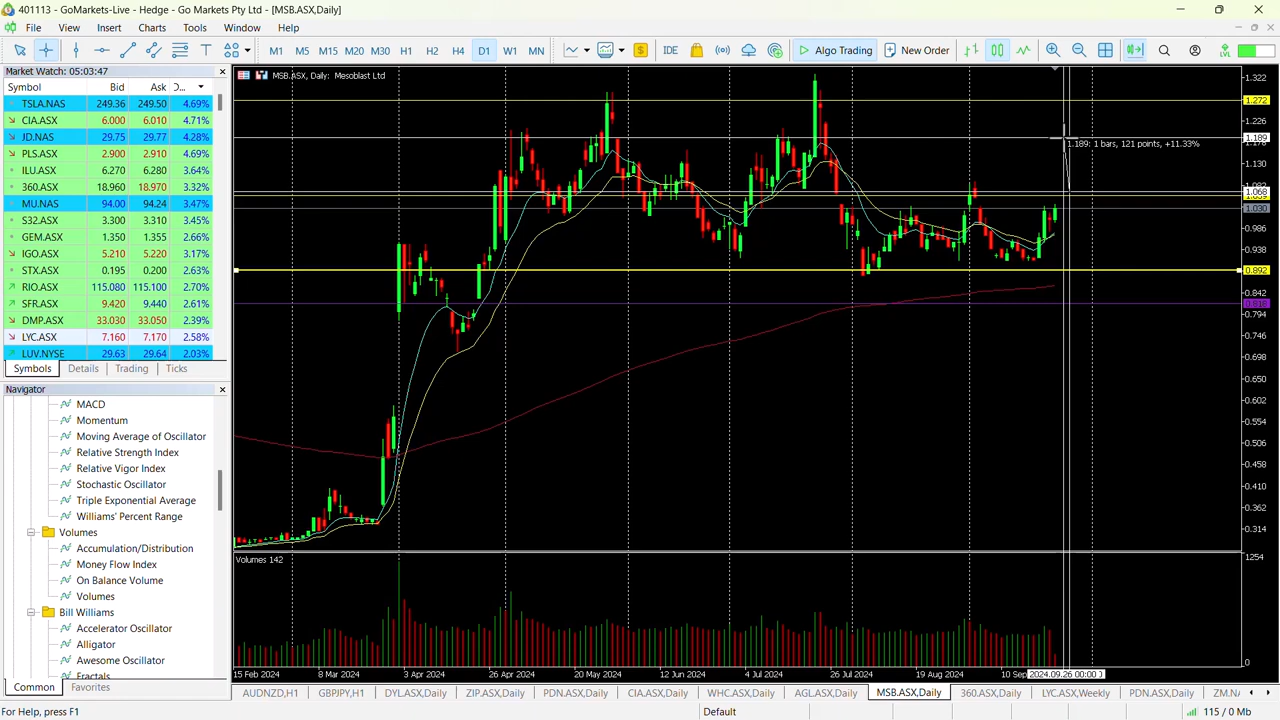 401113 - GoMarkets-Live - Hedge - Go Markets Pty Ltd - [MSB.ASX,Daily]
File View Insert Charts Tools Window Help
M1 M5 M15 M20 M30 H1 H2 H4 D1 W1 MN IDE Algo Trading New Order
Market Watch: 05:03:47
Symbol Bid Ask D...
TSLA.NAS 249.36 249.50 4.69%
CIA.ASX 6.000 6.010 4.71%
JD.NAS 29.75 29.77 4.28%
PLS.ASX 2.900 2.910 4.69%
ILU.ASX 6.270 6.280 3.64%
360.ASX 18.960 18.970 3.32%
MU.NAS 94.00 94.24 3.47%
S32.ASX 3.300 3.310 3.45%
GEM.ASX 1.350 1.355 2.66%
IGO.ASX 5.210 5.220 3.17%
STX.ASX 0.195 0.200 2.63%
RIO.ASX 115.080 115.100 2.70%
SFR.ASX 9.420 9.440 2.61%
DMP.ASX 33.030 33.050 2.39%
LYC.ASX 7.160 7.170 2.58%
LUV.NYSE 29.63 29.64 2.03%
Symbols Details Trading Ticks
Navigator
MACD
Momentum
Moving Average of Oscillator
Relative Strength Index
Relative Vigor Index
Stochastic Oscillator
Triple Exponential Average
Williams' Percent Range
Volumes
Accumulation/Distribution
Money Flow Index
On Balance Volume
Volumes
Bill Williams
Accelerator Oscillator
Alligator
Awesome Oscillator
Fractals
Common Favorites
MSB.ASX, Daily: Mesoblast Ltd
1.189: 1 bars, 121 points, +11.33%
1.322
1.272
1.226
1.189
1.130
1.068
1.030
0.986
0.938
0.892
0.842
0.816
0.794
0.746
0.698
0.650
0.602
0.554
0.506
0.458
0.410
0.362
0.314
Volumes 142
1254
0
15 Feb 2024 8 Mar 2024 3 Apr 2024 26 Apr 2024 20 May 2024 12 Jun 2024 4 Jul 2024 26 Jul 2024 19 Aug 2024 10 Sep 2024.09.26 00:00
AUDNZD,H1 GBPJPY,H1 DYL.ASX,Daily ZIP.ASX,Daily PDN.ASX,Daily CIA.ASX,Daily WHC.ASX,Daily AGL.ASX,Daily MSB.ASX,Daily 360.ASX,Daily LYC.ASX,Weekly PDN.ASX,Daily
For Help, press F1 Default 115 / 0 Mb